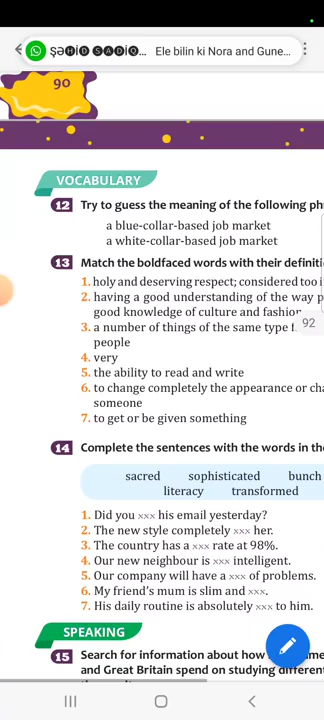 ŞƏHİD SADİQ... Ele bilin ki Nora and Gune...
90
VOCABULARY
12 Try to guess the meaning of the following
a blue-collar-based job market
a white-collar-based job market
13 Match the boldfaced words with their
1. holy and deserving respect; considered too
2. having a good understanding of the way
good knowledge of culture and fashion
3. a number of things of the same type
92
people
4. very
5. the ability to read and write
6. to change completely the appearance or
someone
7. to get or be given something
14 Complete the sentences with the words in
sacred sophisticated bunch
literacy transformed
1. Did you xxx his email yesterday?
2. The new style completely xxx her.
3. The country has a xxx rate at 98%.
4. Our new neighbour is xxx intelligent.
5. Our company will have a xxx of problems.
6. My friend's mum is slim and xxx.
7. His daily routine is absolutely xxx to him.
SPEAKING
15 Search for information about how
and Great Britain spend on studying